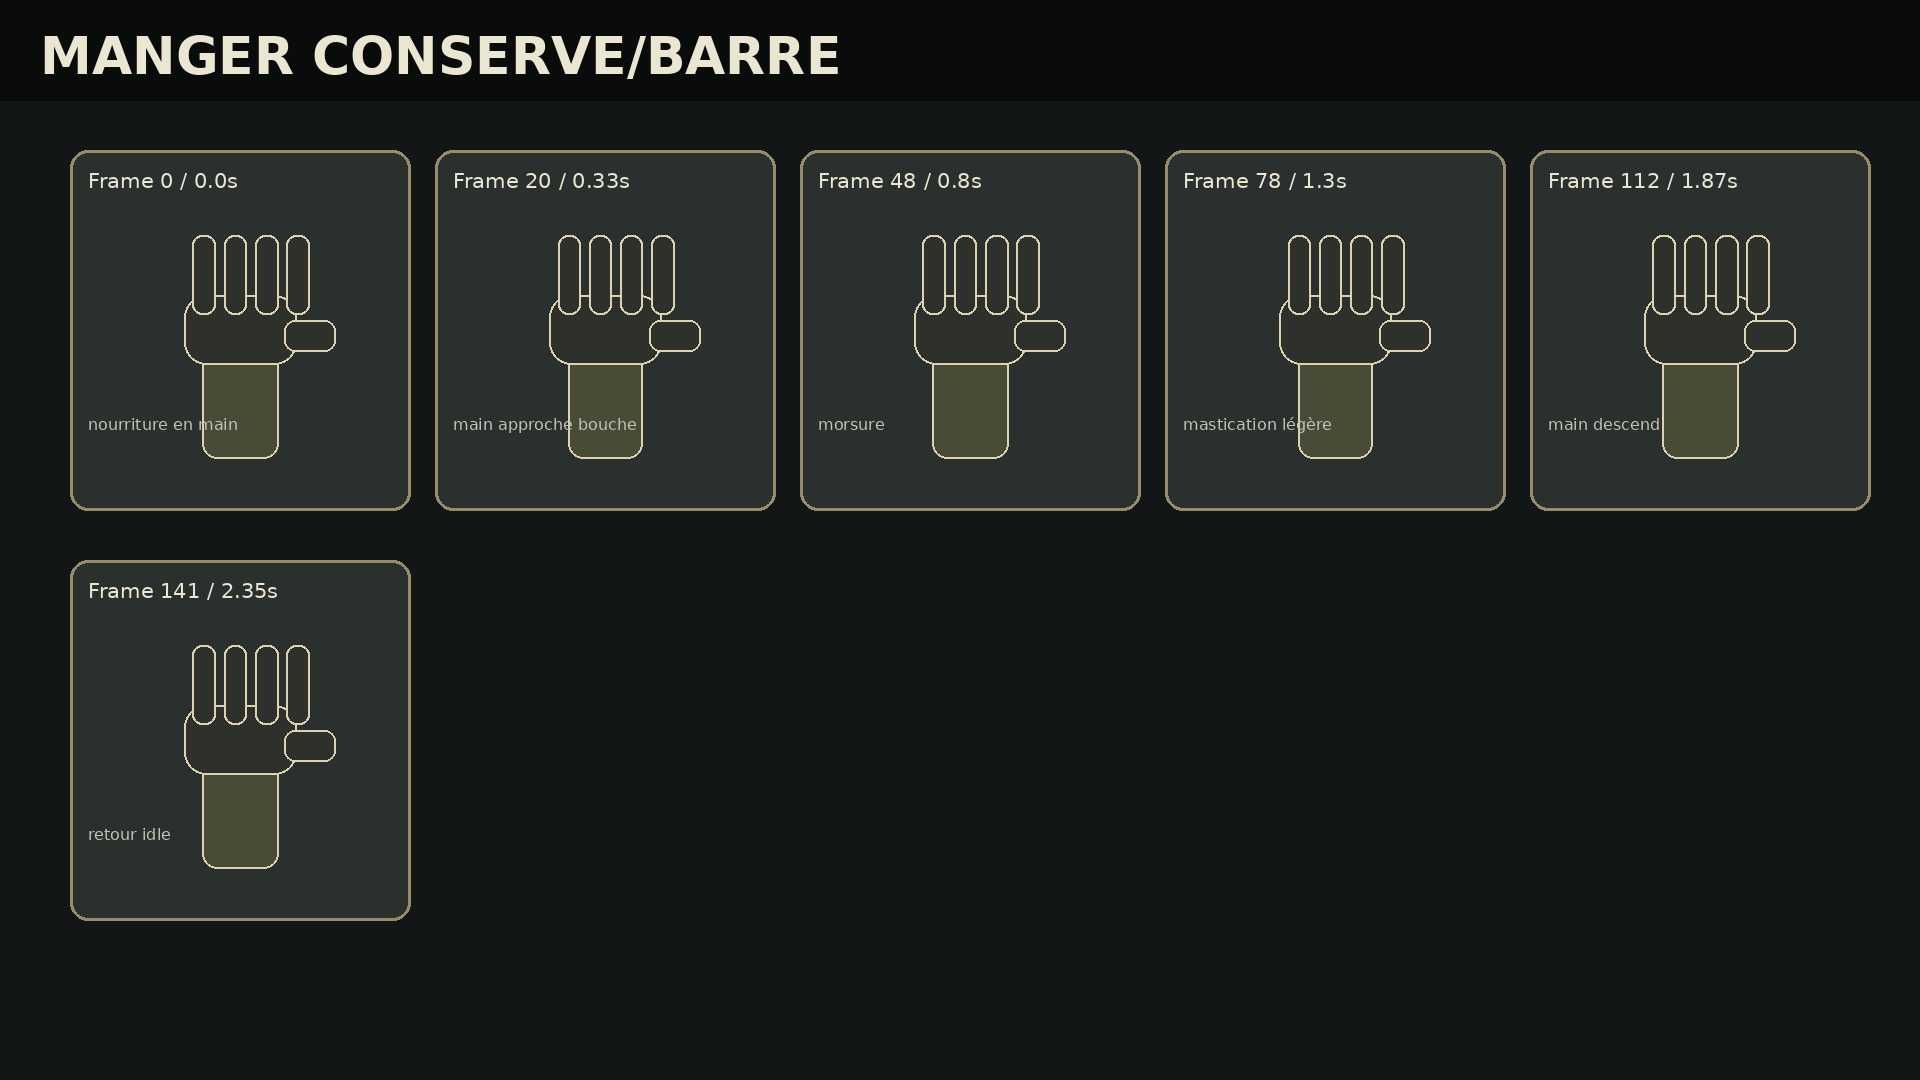 MANGER CONSERVE/BARRE
Frame 0 / 0.0s
nourriture en main
Frame 20 / 0.33s
main approche bouche
Frame 48 / 0.8s
morsure
Frame 78 / 1.3s
mastication légère
Frame 112 / 1.87s
main descend
Frame 141 / 2.35s
retour idle